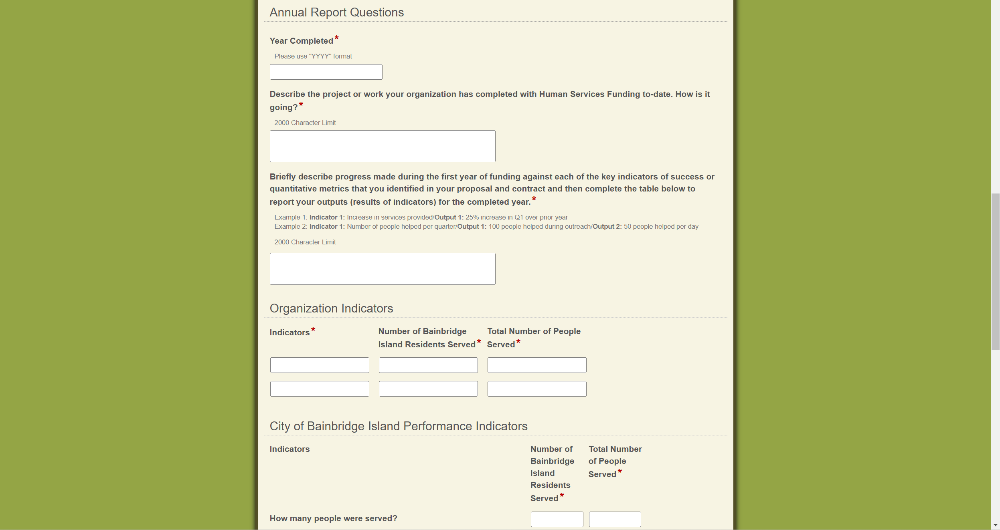 Annual Report Questions
Year Completed*
Please use "YYYY" format
Describe the project or work your organization has completed with Human Services Funding to-date. How is it
going?*
2000 Character Limit
Briefly describe progress made during the first year of funding against each of the key indicators of success or
quantitative metrics that you identified in your proposal and contract and then complete the table below to
report your outputs (results of indicators) for the completed year.*
Example 1: Indicator 1: Increase in services provided/Output 1: 25% increase in Q1 over prior year
Example 2: Indicator 1: Number of people helped per quarter/Output 1: 100 people helped during outreach/Output 2: 50 people helped per day
2000 Character Limit
Organization Indicators
Indicators*
Number of Bainbridge
Island Residents Served*
Total Number of People
Served*
City of Bainbridge Island Performance Indicators
Indicators
Number of
Bainbridge
Island
Residents
Served*
Total Number
of People
Served*
How many people were served?